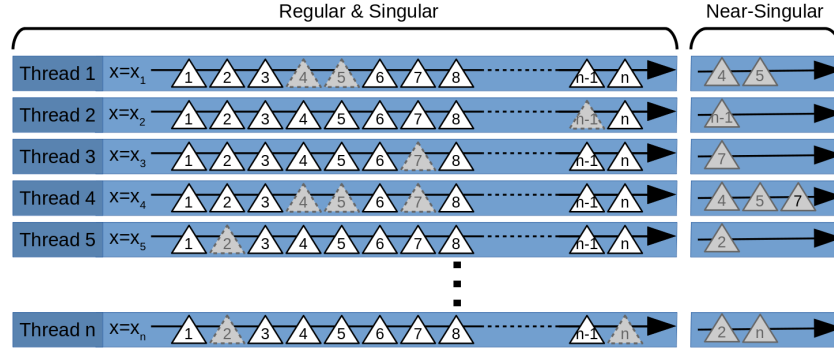 Regular & Singular Near-Singular
Thread 1 x=x1 1 2 3 4 5 6 7 8 n-1 n 4 5
Thread 2 x=x2 1 2 3 4 5 6 7 8 n-1 n n-1
Thread 3 x=x3 1 2 3 4 5 6 7 8 n-1 n 7
Thread 4 x=x4 1 2 3 4 5 6 7 8 n-1 n 4 5 7
Thread 5 x=x5 1 2 3 4 5 6 7 8 n-1 n 2
Thread n x=xn 1 2 3 4 5 6 7 8 n-1 n 2 n